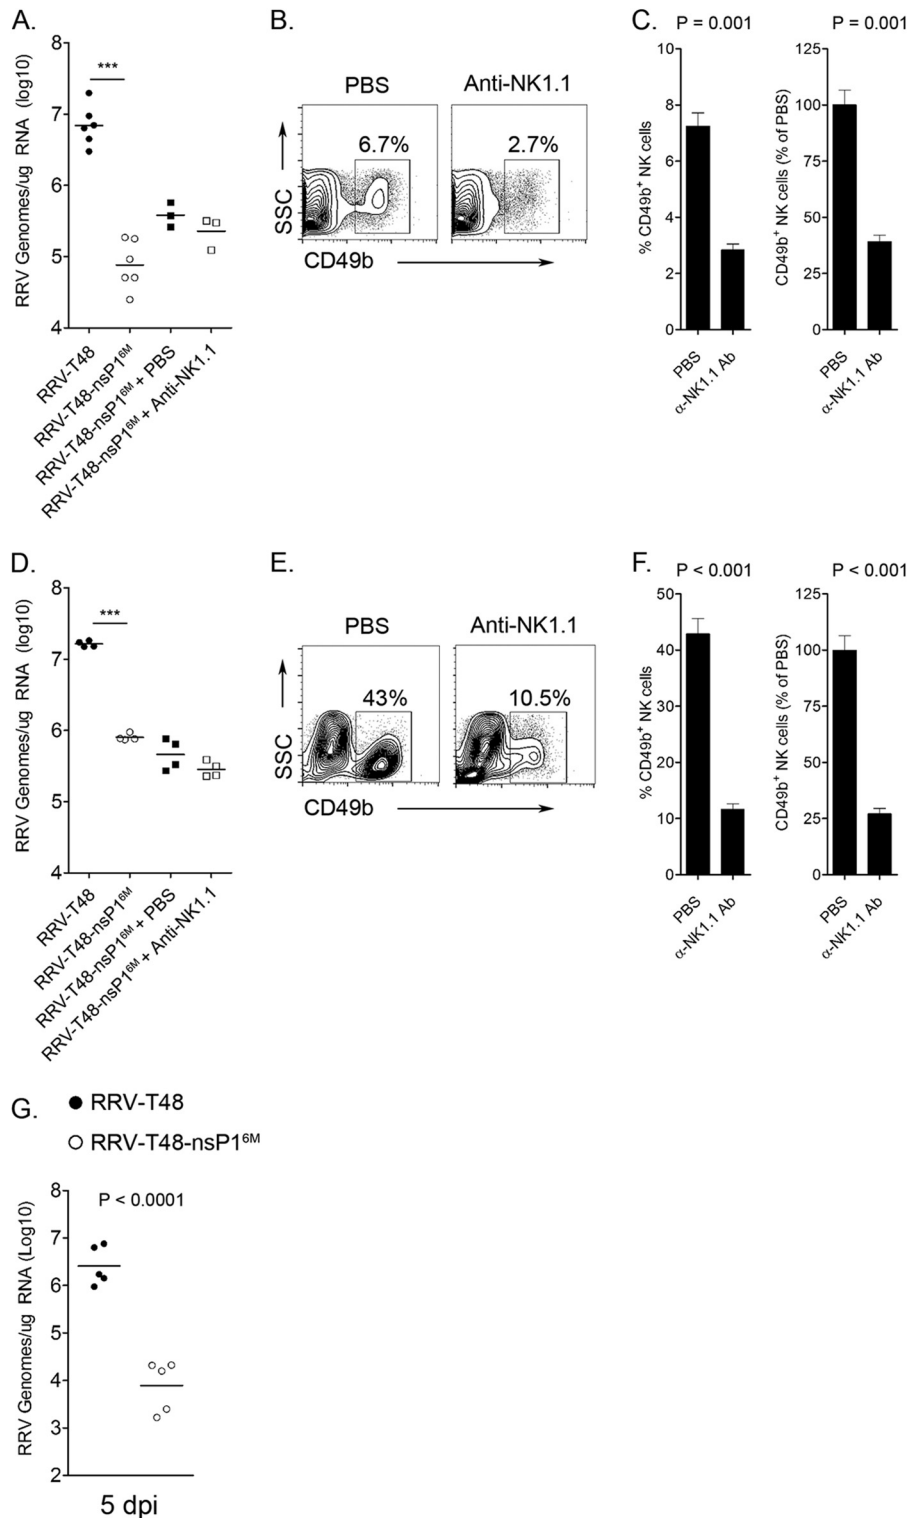 A.
RRV Genomes/ug RNA (log10)
8
7
6
5
4
***
RRV-T48
RRV-T48-nsP1⁶ᴹ
RRV-T48-nsP1⁶ᴹ + PBS
RRV-T48-nsP1⁶ᴹ + Anti-NK1.1
B.
PBS
Anti-NK1.1
6.7%
2.7%
SSC
CD49b
C.
P = 0.001
P = 0.001
% CD49b⁺ NK cells
10
8
6
4
2
0
PBS
α-NK1.1 Ab
CD49b⁺ NK cells (% of PBS)
125
100
75
50
25
0
PBS
α-NK1.1 Ab
D.
RRV Genomes/ug RNA (log10)
8
7
6
5
4
***
RRV-T48
RRV-T48-nsP1⁶ᴹ
RRV-T48-nsP1⁶ᴹ + PBS
RRV-T48-nsP1⁶ᴹ + Anti-NK1.1
E.
PBS
Anti-NK1.1
43%
10.5%
SSC
CD49b
F.
P < 0.001
P < 0.001
% CD49b⁺ NK cells
50
40
30
20
10
0
PBS
α-NK1.1 Ab
CD49b⁺ NK cells (% of PBS)
125
100
75
50
25
0
PBS
α-NK1.1 Ab
G.
RRV-T48
RRV-T48-nsP1⁶ᴹ
RRV Genomes/ug RNA (Log10)
8
7
6
5
4
3
2
P < 0.0001
5 dpi